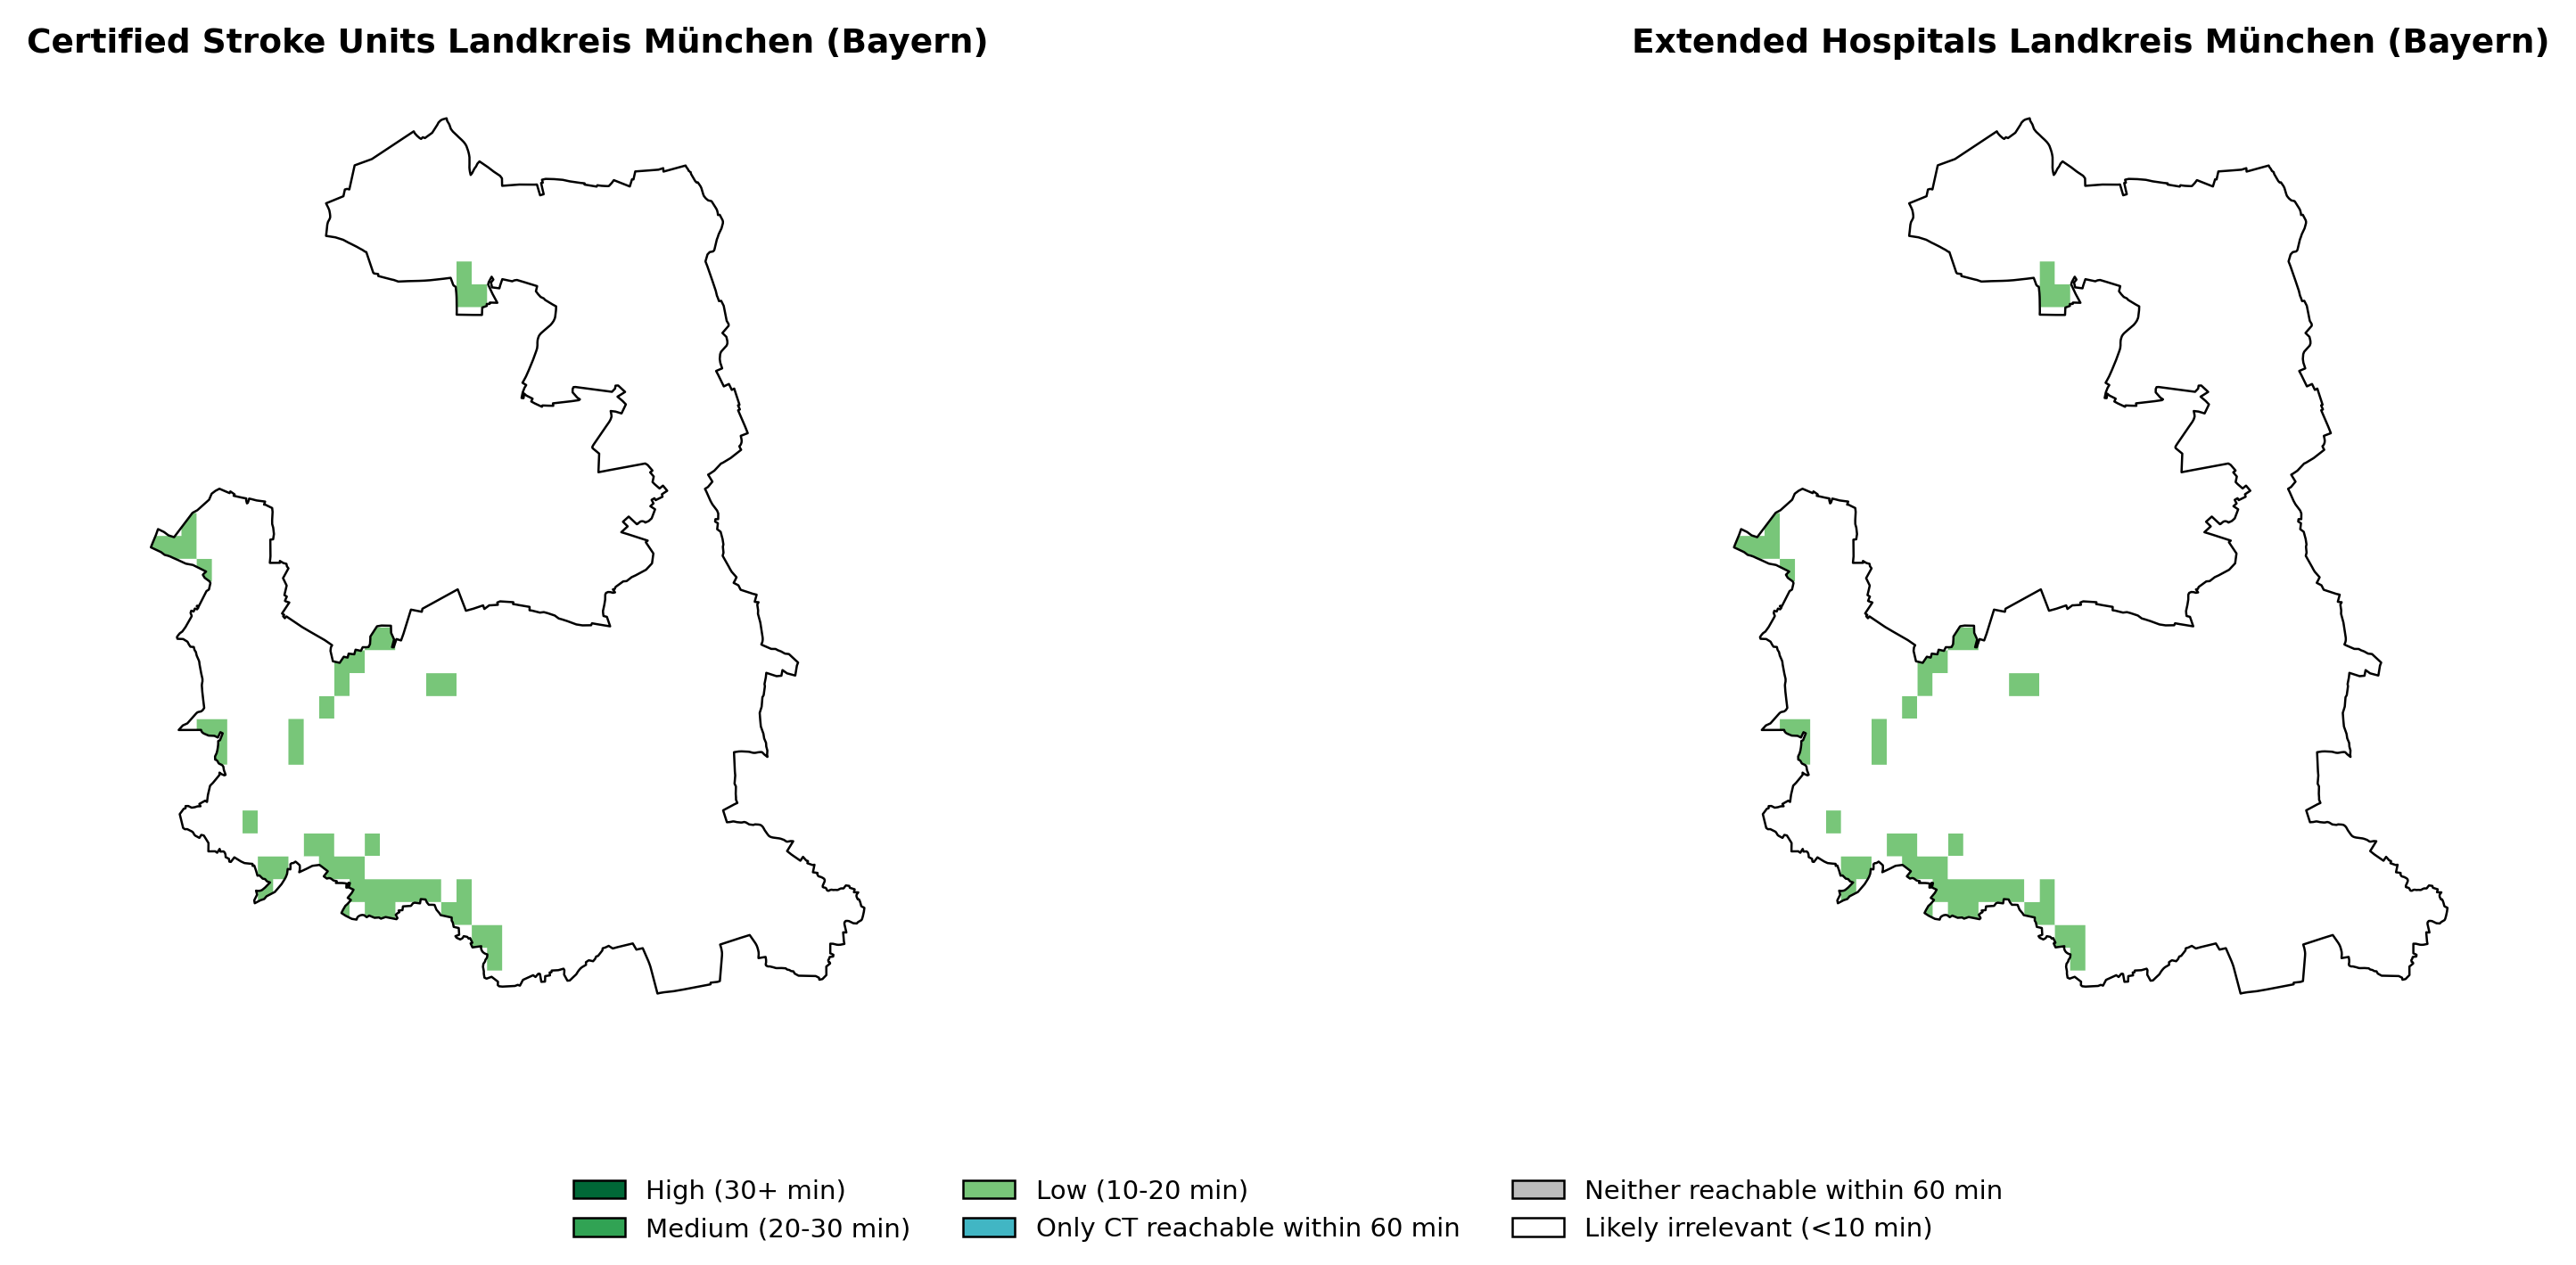 Certified Stroke Units Landkreis München (Bayern)
Extended Hospitals Landkreis München (Bayern)
High (30+ min)
Medium (20-30 min)
Low (10-20 min)
Only CT reachable within 60 min
Neither reachable within 60 min
Likely irrelevant (<10 min)